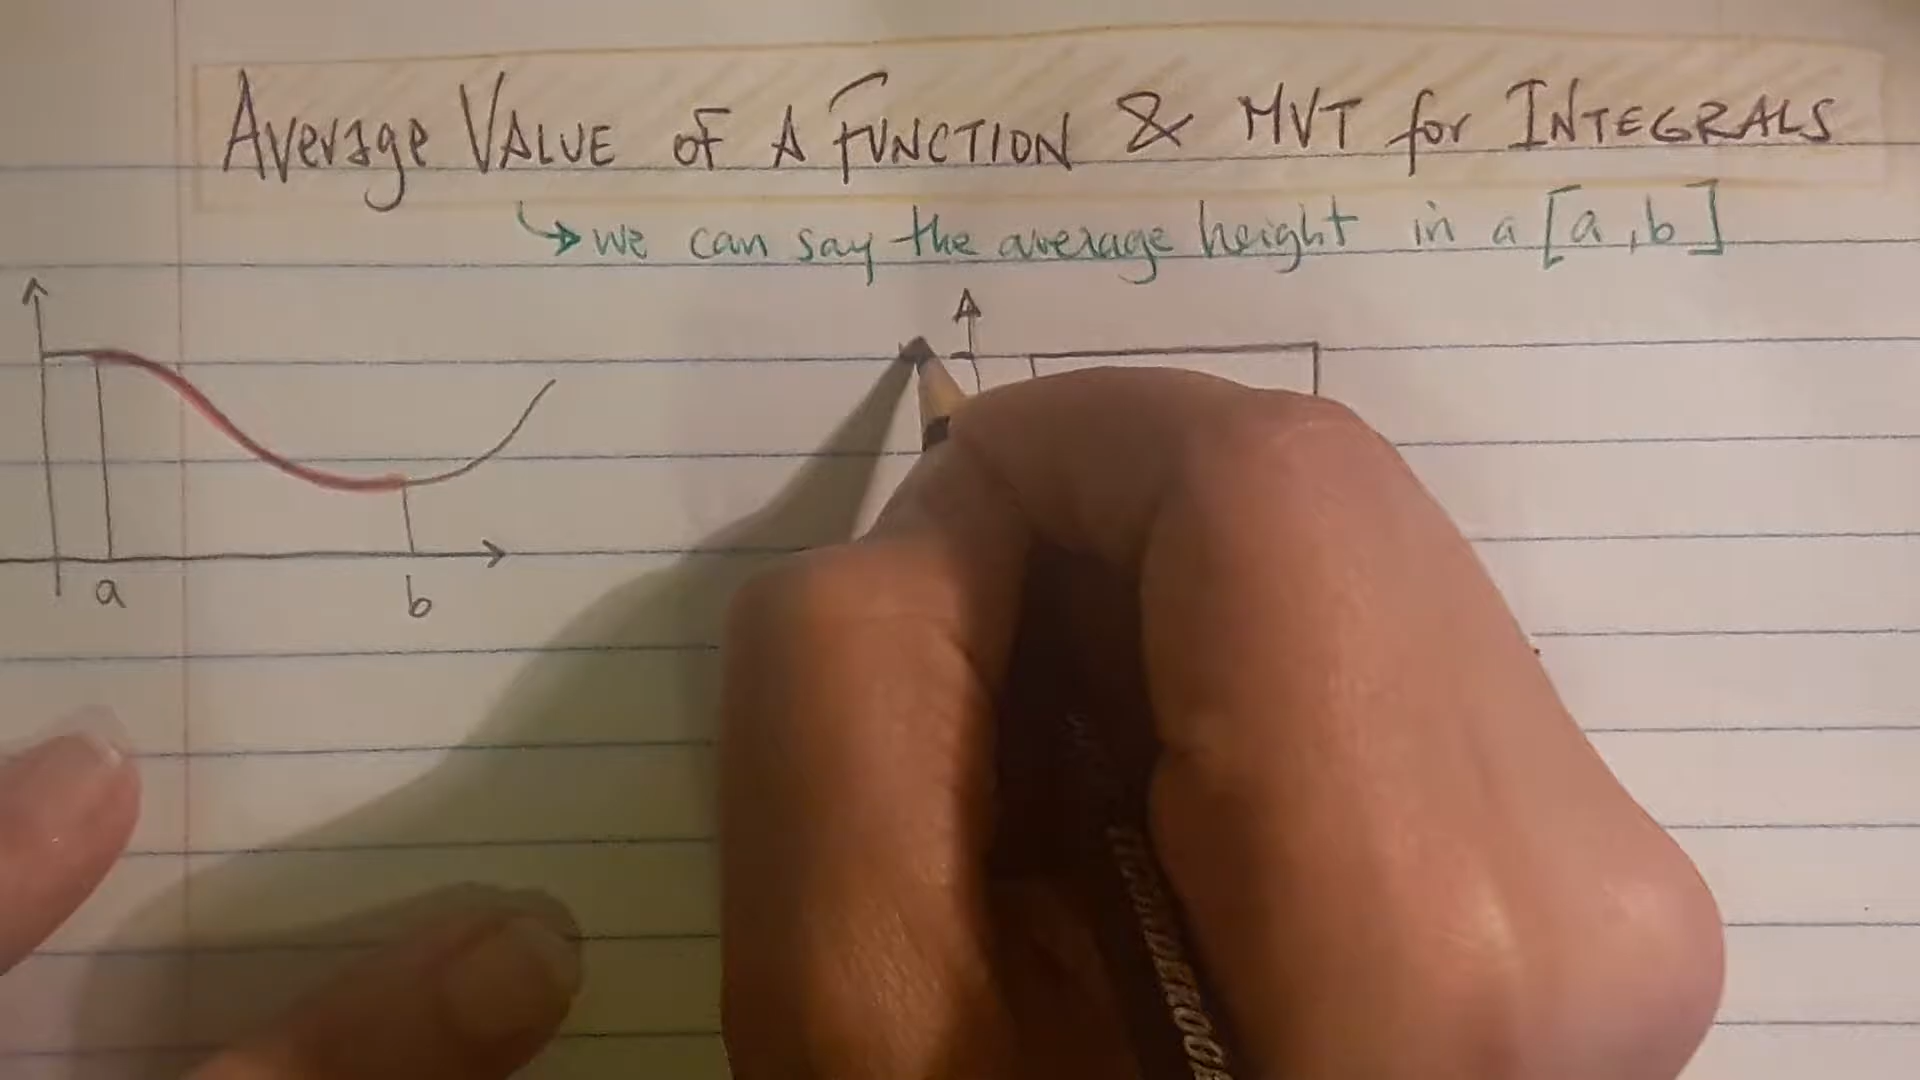 Average VALUE of A FUNCTION & MVT for INTEGRALS
↳ we can say the average height in a [a,b]
a b